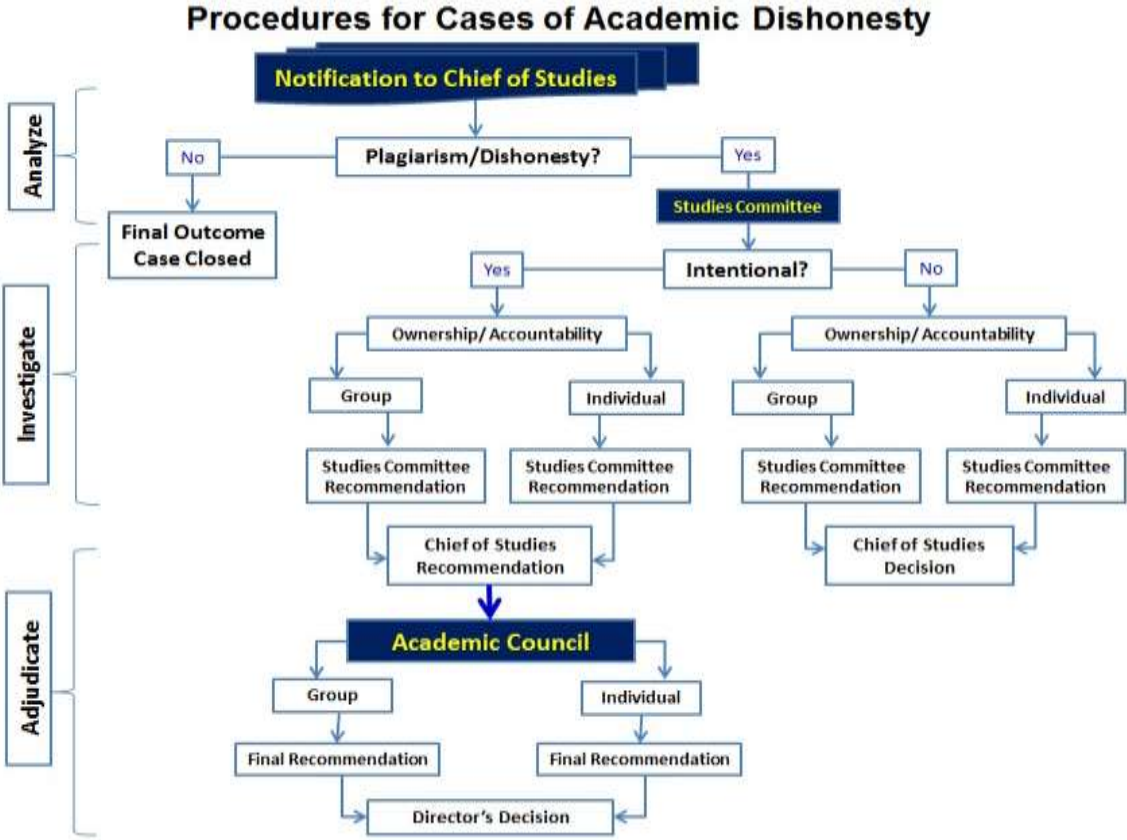 Procedures for Cases of Academic Dishonesty
Notification to Chief of Studies
Analyze
No
Plagiarism/Dishonesty?
Yes
Studies Committee
Final Outcome
Case Closed
Investigate
Yes
Intentional?
No
Ownership/ Accountability
Ownership/ Accountability
Group
Individual
Group
Individual
Studies Committee
Recommendation
Studies Committee
Recommendation
Studies Committee
Recommendation
Studies Committee
Recommendation
Chief of Studies
Recommendation
Chief of Studies
Decision
Adjudicate
Academic Council
Group
Individual
Final Recommendation
Final Recommendation
Director's Decision